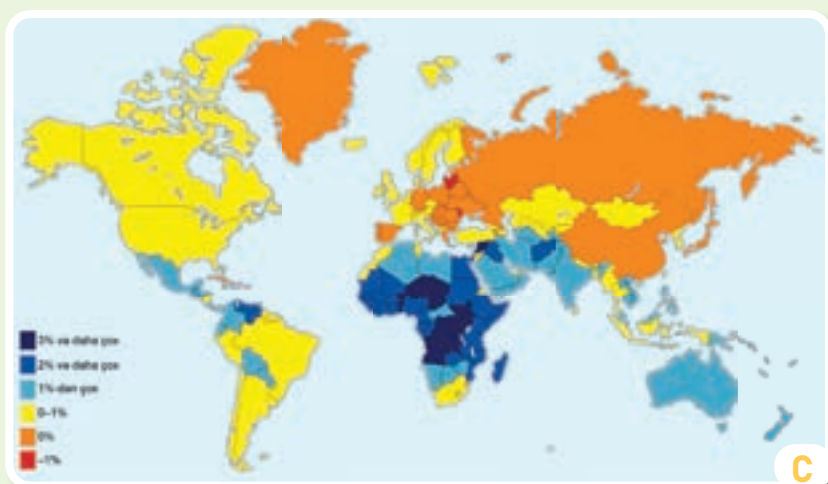 3% və daha çox
2% və daha çox
1%-dən çox
0–1%
0%
–1%
C